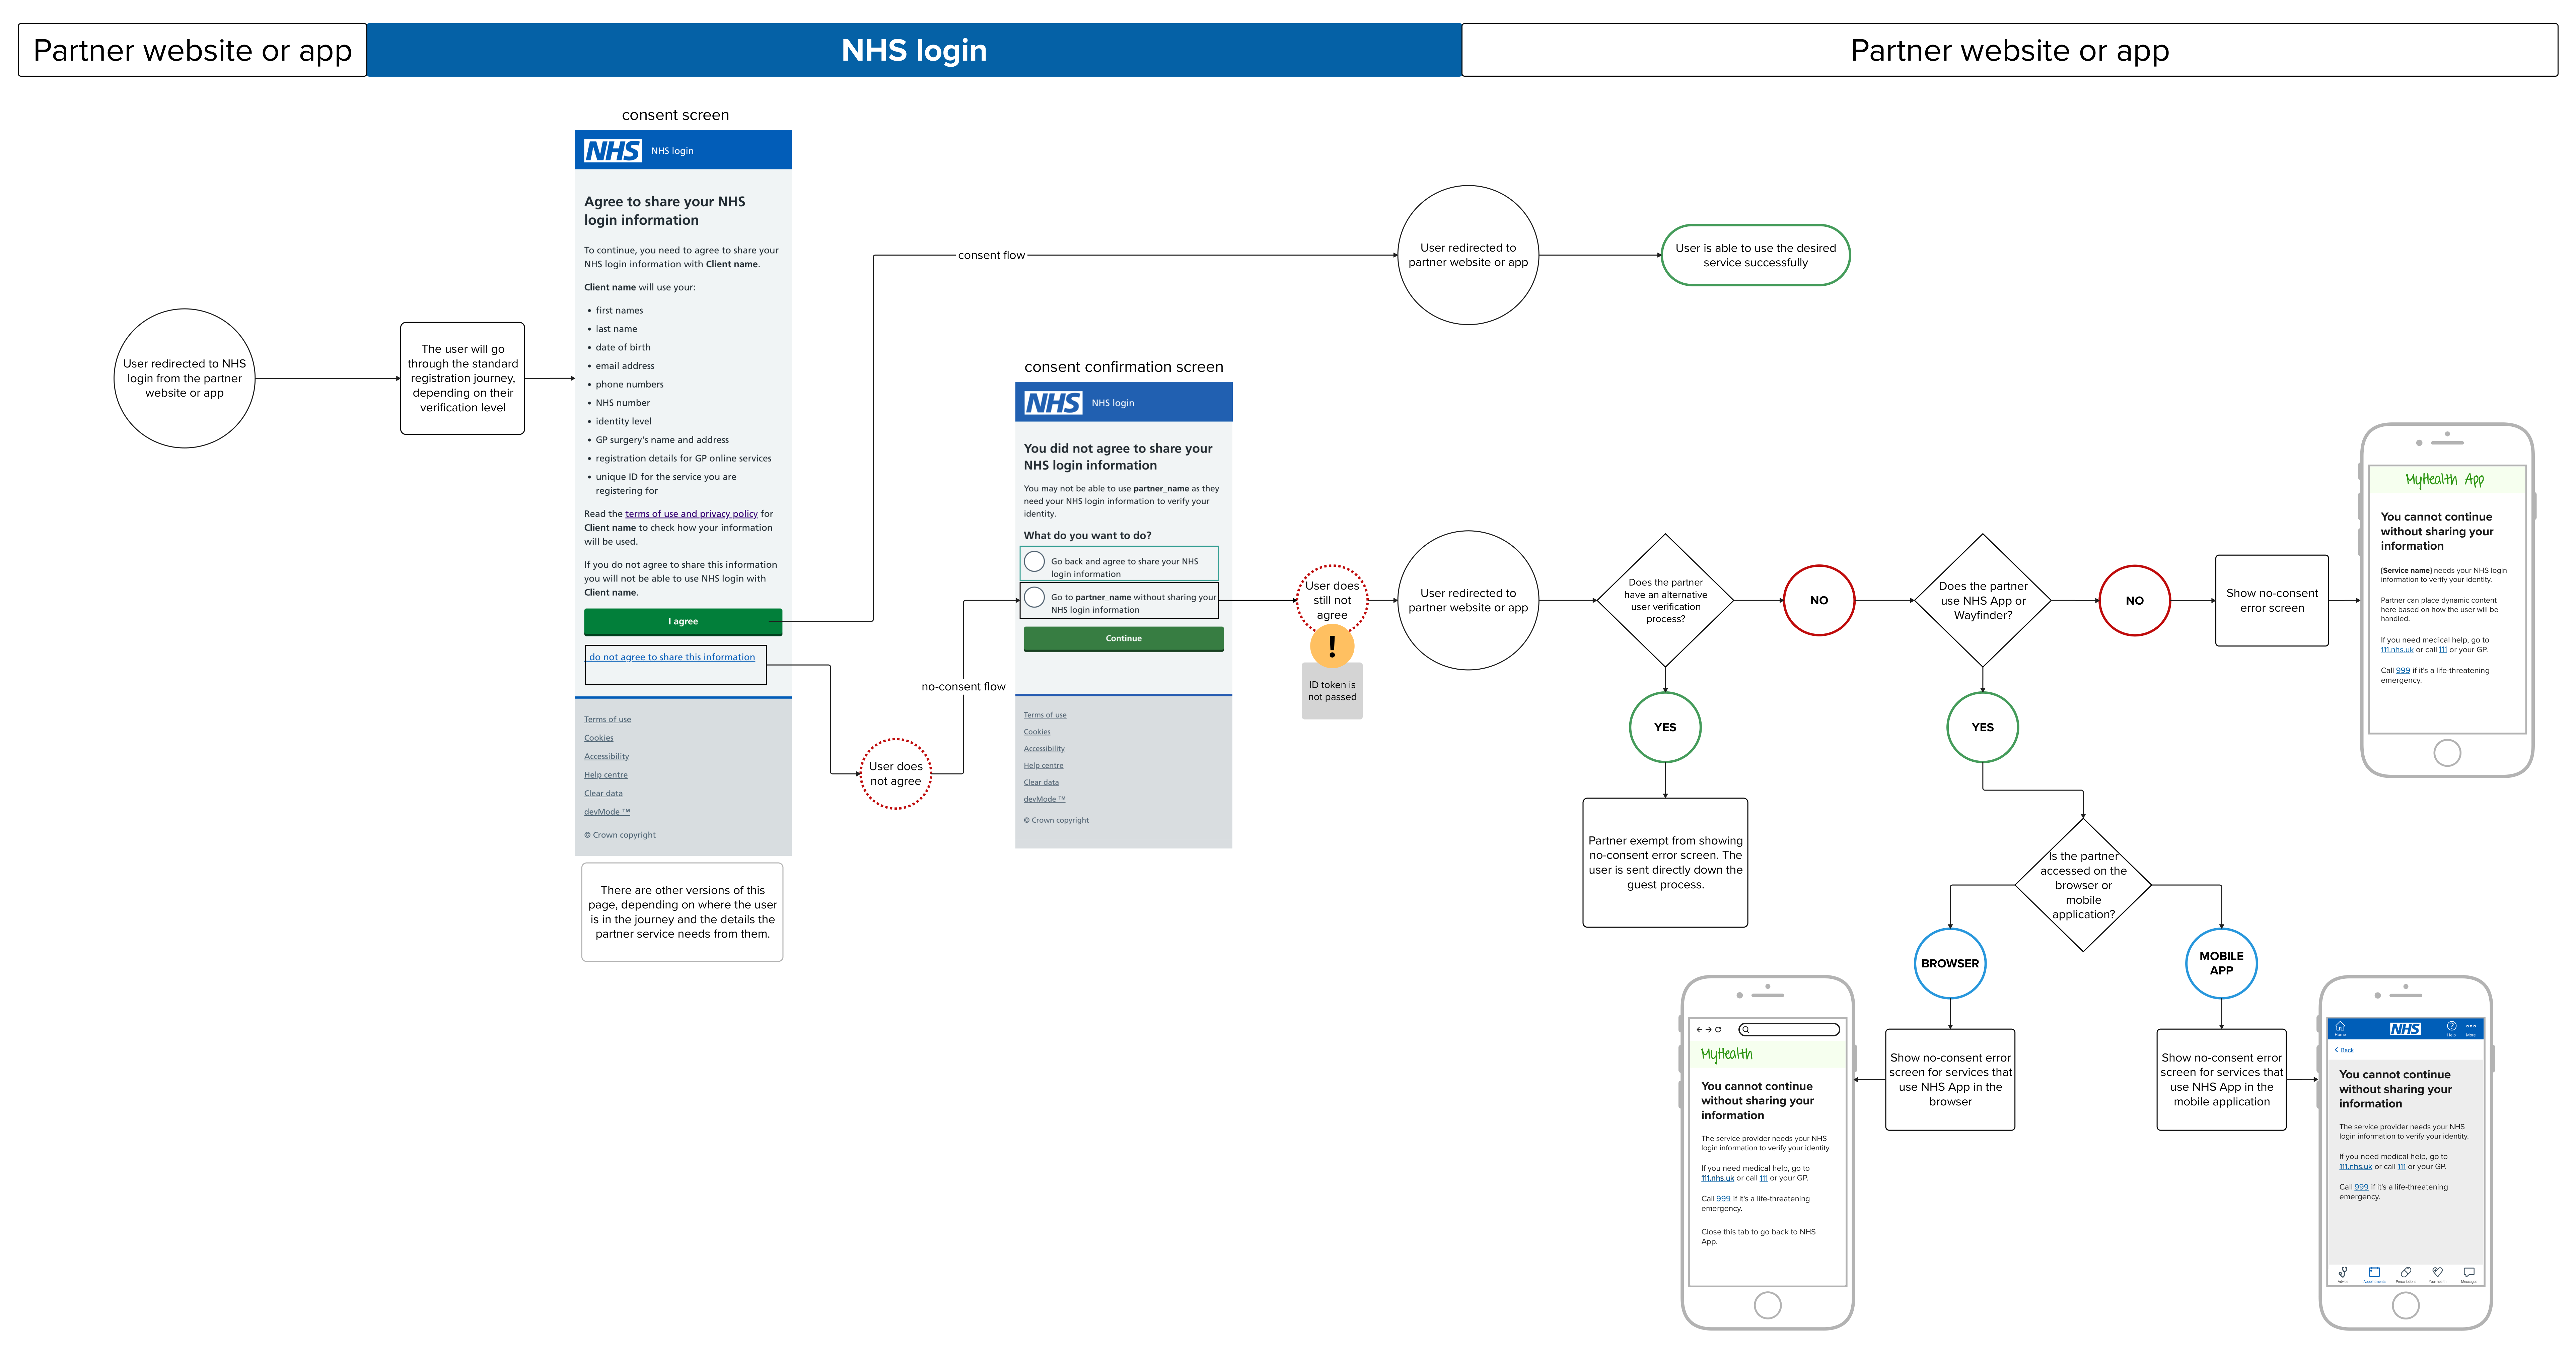 Partner website or app
NHS login
Partner website or app
User redirected to NHS
login from the partner
website or app
The user will go
through the standard
registration journey,
depending on their
verification level
consent screen
NHS
NHS login
Agree to share your NHS
login information
To continue, you need to agree to share your
NHS login information with Client name.
Client name will use your:
• first names
• last name
• date of birth
• email address
• phone numbers
• NHS number
• identity level
• GP surgery's name and address
• registration details for GP online services
• unique ID for the service you are
registering for
Read the terms of use and privacy policy for
Client name to check how your information
will be used.
If you do not agree to share this information
you will not be able to use NHS login with
Client name.
I agree
I do not agree to share this information
Terms of use
Cookies
Accessibility
Help centre
Clear data
devMode ™
© Crown copyright
There are other versions of this
page, depending on where the user
is in the journey and the details the
partner service needs from them.
consent flow
User redirected to
partner website or app
User is able to use the desired
service successfully
User does
not agree
no-consent flow
consent confirmation screen
NHS
NHS login
You did not agree to share your
NHS login information
You may not be able to use partner_name as they
need your NHS login information to verify your
identity.
What do you want to do?
Go back and agree to share your NHS
login information
Go to partner_name without sharing your
NHS login information
Continue
Terms of use
Cookies
Accessibility
Help centre
Clear data
devMode ™
© Crown copyright
User does
still not
agree
!
ID token is
not passed
User redirected to
partner website or app
Does the partner
have an alternative
user verification
process?
NO
YES
Partner exempt from showing
no-consent error screen. The
user is sent directly down the
guest process.
Does the partner
use NHS App or
Wayfinder?
NO
Show no-consent
error screen
MyHealth App
You cannot continue
without sharing your
information
{Service name} needs your NHS login
information to verify your identity.
Partner can place dynamic content
here based on how the user will be
handled.
If you need medical help, go to
111.nhs.uk or call 111 or your GP.
Call 999 if it's a life-threatening
emergency.
YES
Is the partner
accessed on the
browser or
mobile
application?
BROWSER
Show no-consent error
screen for services that
use NHS App in the
browser
MyHealth
You cannot continue
without sharing your
information
The service provider needs your NHS
login information to verify your identity.
If you need medical help, go to
111.nhs.uk or call 111 or your GP.
Call 999 if it's a life-threatening
emergency.
Close this tab to go back to NHS
App.
MOBILE
APP
Show no-consent error
screen for services that
use NHS App in the
mobile application
Home
NHS
Help
More
Back
You cannot continue
without sharing your
information
The service provider needs your NHS
login information to verify your identity.
If you need medical help, go to
111.nhs.uk or call 111 or your GP.
Call 999 if it's a life-threatening
emergency.
Advice
Appointments
Prescriptions
Your health
Messages